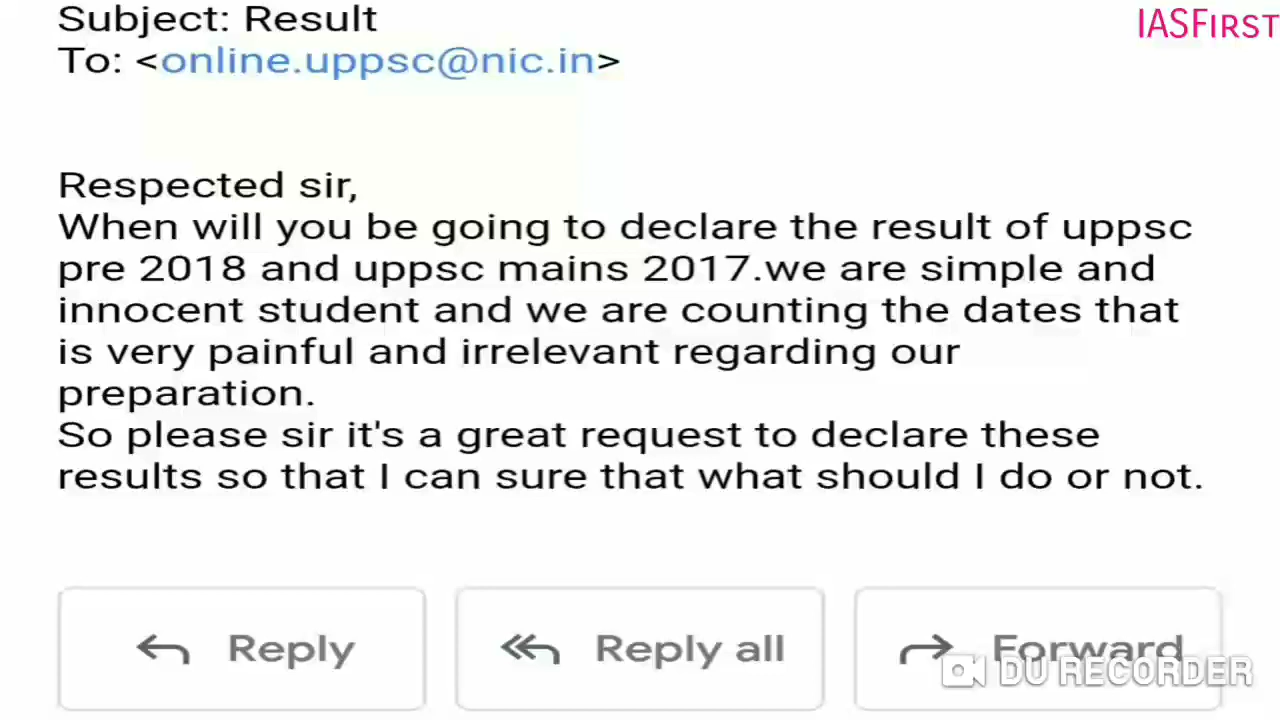 Subject: Result
IASFIRST
To: <online.uppsc@nic.in>
Respected sir,
When will you be going to declare the result of uppsc
pre 2018 and uppsc mains 2017.we are simple and
innocent student and we are counting the dates that
is very painful and irrelevant regarding our
preparation.
So please sir it's a great request to declare these
results so that I can sure that what should I do or not.
Reply
Reply all
Forward
DU RECORDER